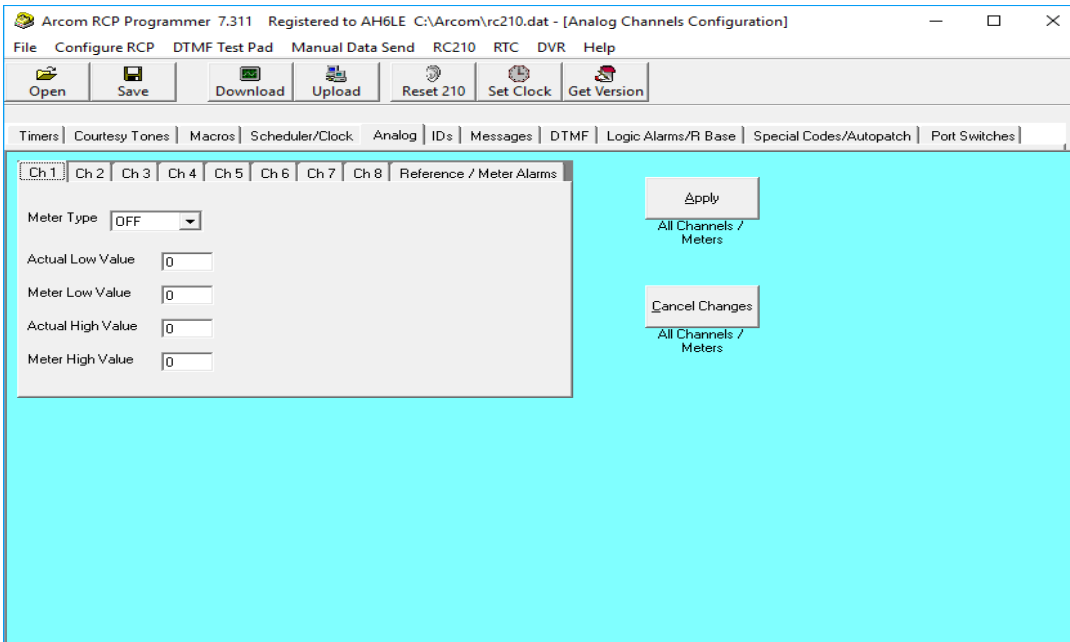 Arcom RCP Programmer 7.311 Registered to AH6LE C:\Arcom\rc210.dat - [Analog Channels Configuration]
File Configure RCP DTMF Test Pad Manual Data Send RC210 RTC DVR Help
Open Save Download Upload Reset 210 Set Clock Get Version
Timers Courtesy Tones Macros Scheduler/Clock Analog IDs Messages DTMF Logic Alarms/R Base Special Codes/Autopatch Port Switches
Ch 1 Ch 2 Ch 3 Ch 4 Ch 5 Ch 6 Ch 7 Ch 8 Reference / Meter Alarms
Meter Type OFF
Actual Low Value 0
Meter Low Value 0
Actual High Value 0
Meter High Value 0
Apply
All Channels /
Meters
Cancel Changes
All Channels /
Meters